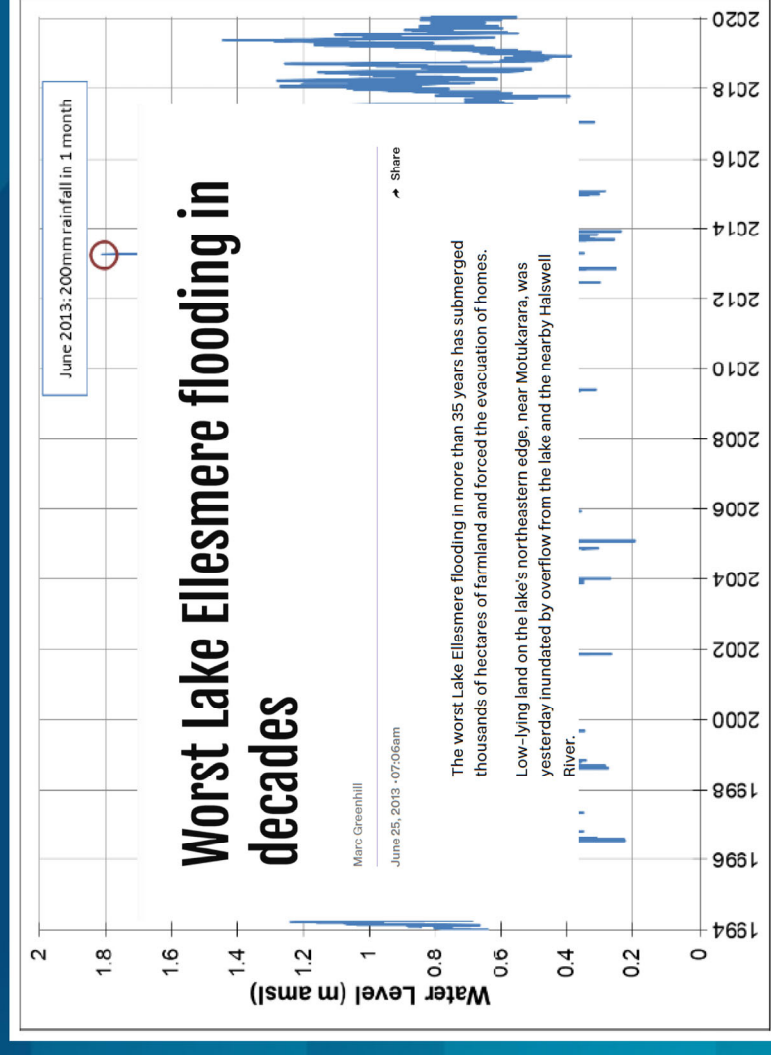 June 2013: 200mm rainfall in 1 month
Worst Lake Ellesmere flooding in
decades
Marc Greenhill
June 25, 2013 •07:06am
Share
The worst Lake Ellesmere flooding in more than 35 years has submerged
thousands of hectares of farmland and forced the evacuation of homes.
Low-lying land on the lake's northeastern edge, near Motukarara, was
yesterday inundated by overflow from the lake and the nearby Halswell
River.
Water Level (m amsl)
2
1.8
1.6
1.4
1.2
1
0.8
0.6
0.4
0.2
0
1994
1996
1998
2000
2002
2004
2006
2008
2010
2012
2014
2016
2018
2020